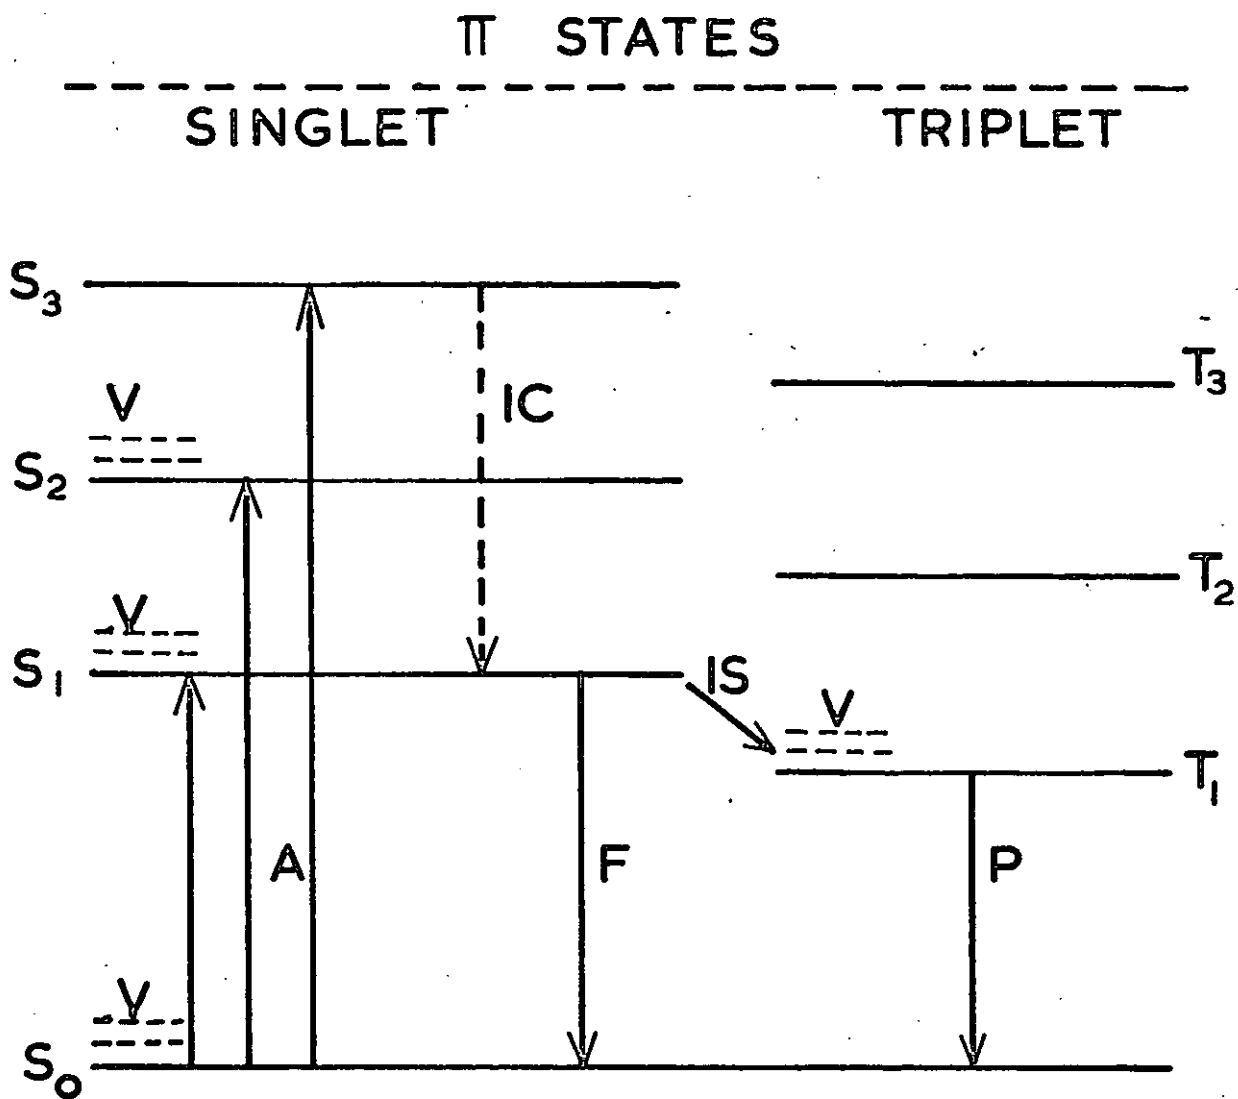 π STATES
SINGLET TRIPLET
S3
T3
V
IC
S2
T2
V
S1
IS
V
T1
A F P
V
S0